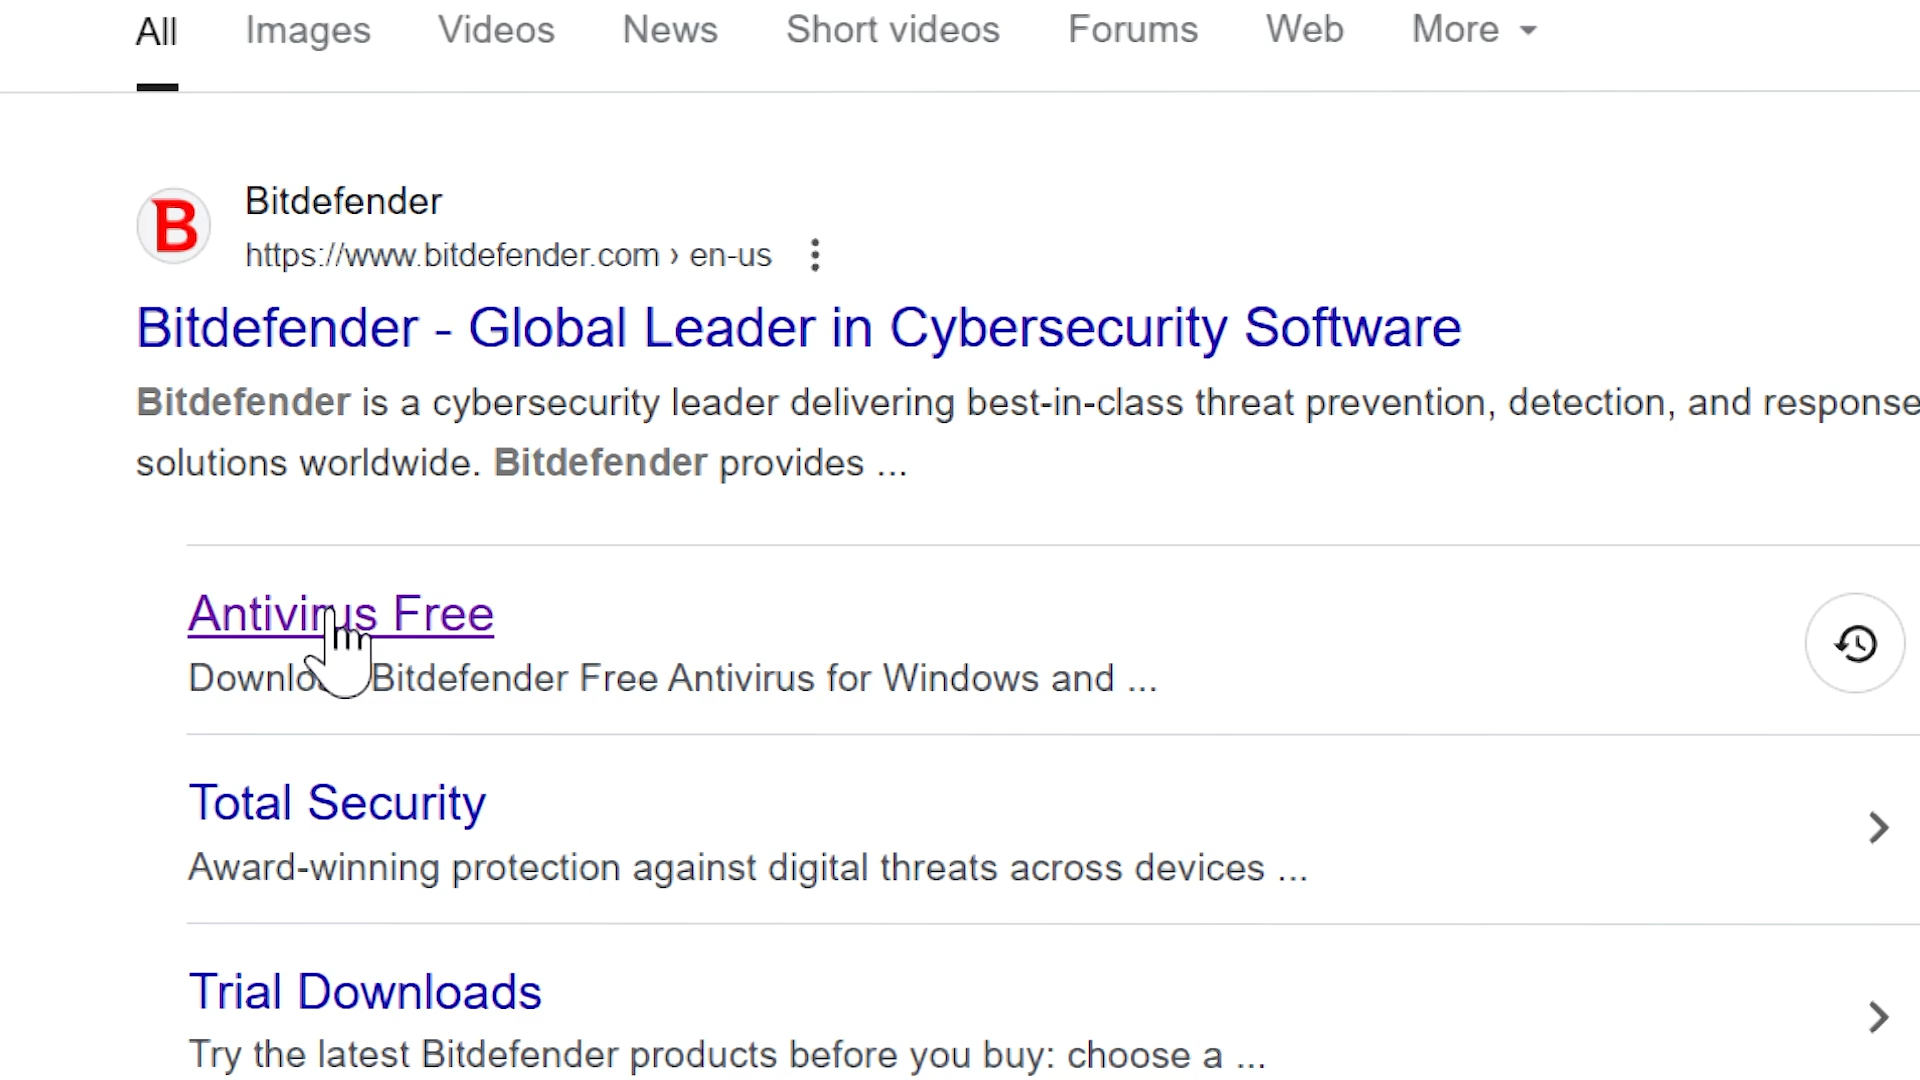 All Images Videos News Short videos Forums Web More
B
Bitdefender
https://www.bitdefender.com › en-us
Bitdefender - Global Leader in Cybersecurity Software
Bitdefender is a cybersecurity leader delivering best-in-class threat prevention, detection, and response
solutions worldwide. Bitdefender provides ...
Antivirus Free
Download Bitdefender Free Antivirus for Windows and ...
Total Security
Award-winning protection against digital threats across devices ...
Trial Downloads
Try the latest Bitdefender products before you buy: choose a ...